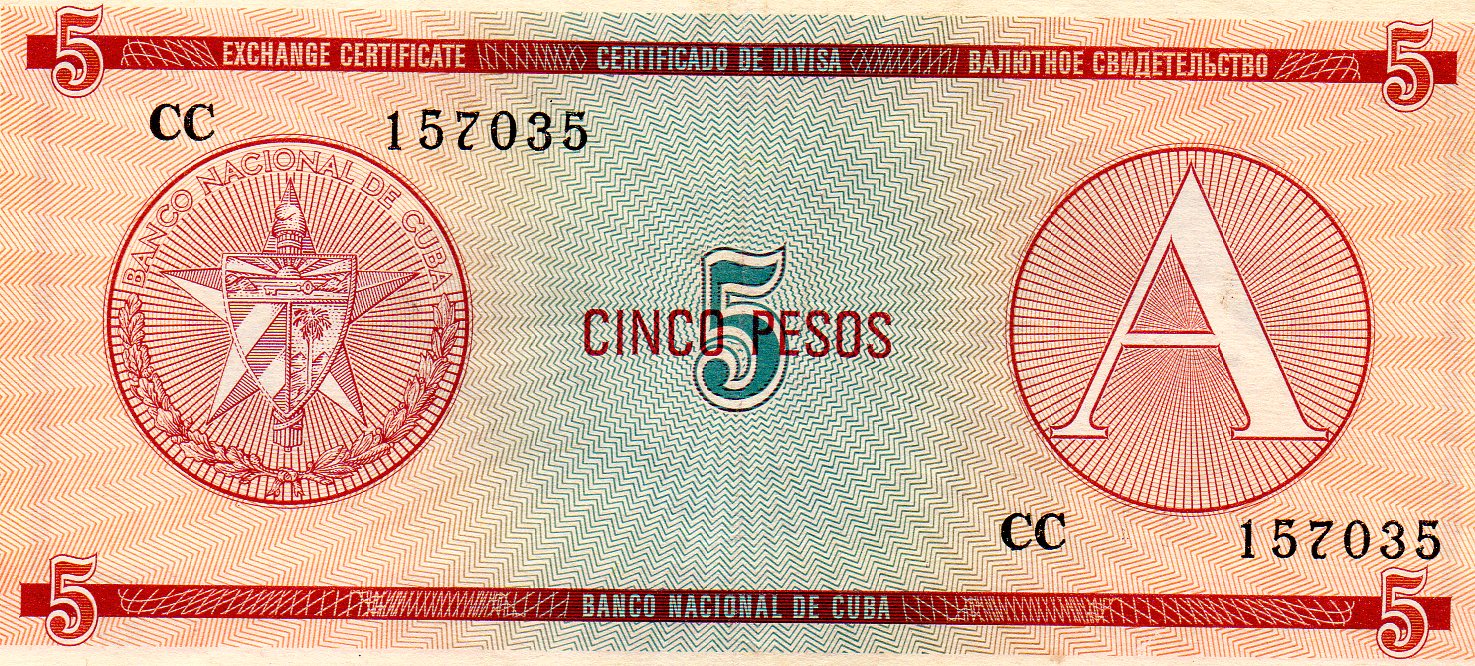 5 EXCHANGE CERTIFICATE CERTIFICADO DE DIVISA ВАЛЮТНОЕ СВИДЕТЕЛЬСТВО 5
CC 157035
BANCO NACIONAL DE CUBA
A
5
CINCO PESOS
CC 157035
5 BANCO NACIONAL DE CUBA 5